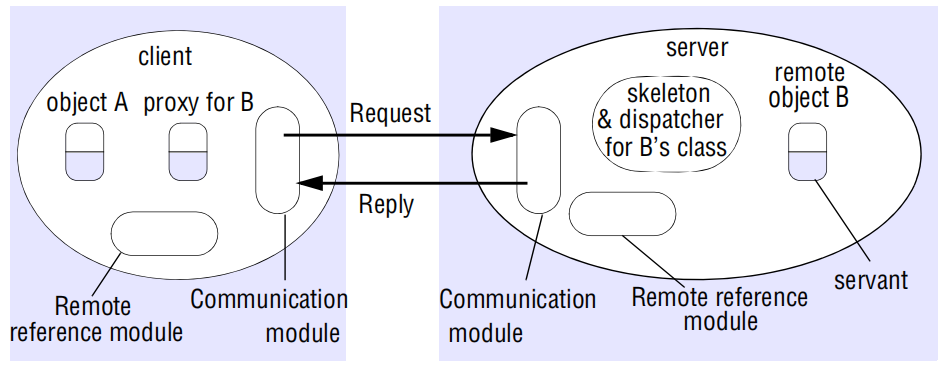 client
object A
proxy for B
Request
Reply
Remote
reference module
Communication
module
server
skeleton
& dispatcher
for B's class
remote
object B
Communication
module
Remote reference
module
servant